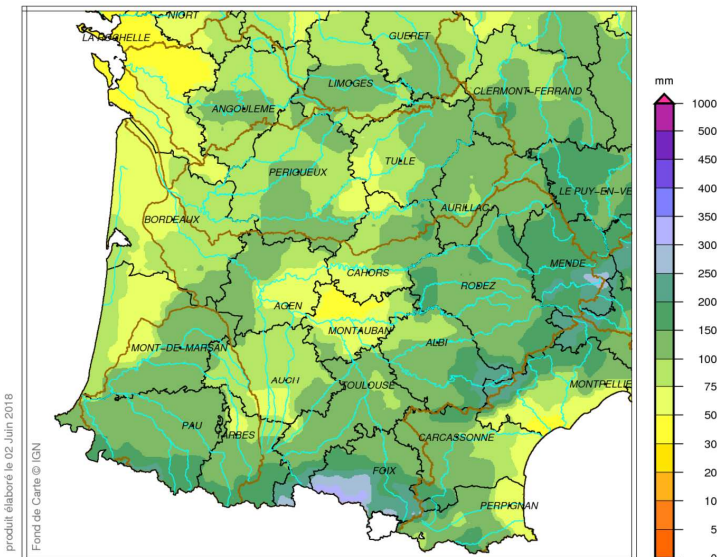 NIORT
LA ROCHELLE
GUERET
LIMOGES
CLERMONT-FERRAND
ANGOULEME
TULLE
PERIGUEUX
LE PUY-EN-VE
AURILLAC
BORDEAUX
CAHORS
MENDE
RODEZ
AGEN
MONTAUBAN
MONT-DE-MARSAN
ALBI
AUCH
TOULOUSE
MONTPELLIE
PAU
TARBES
CARCASSONNE
FOIX
PERPIGNAN
mm
1000
500
450
400
350
300
250
200
150
100
75
50
30
20
10
5
0
produit élaboré le 02 Juin 2018
Fond de Carte © IGN